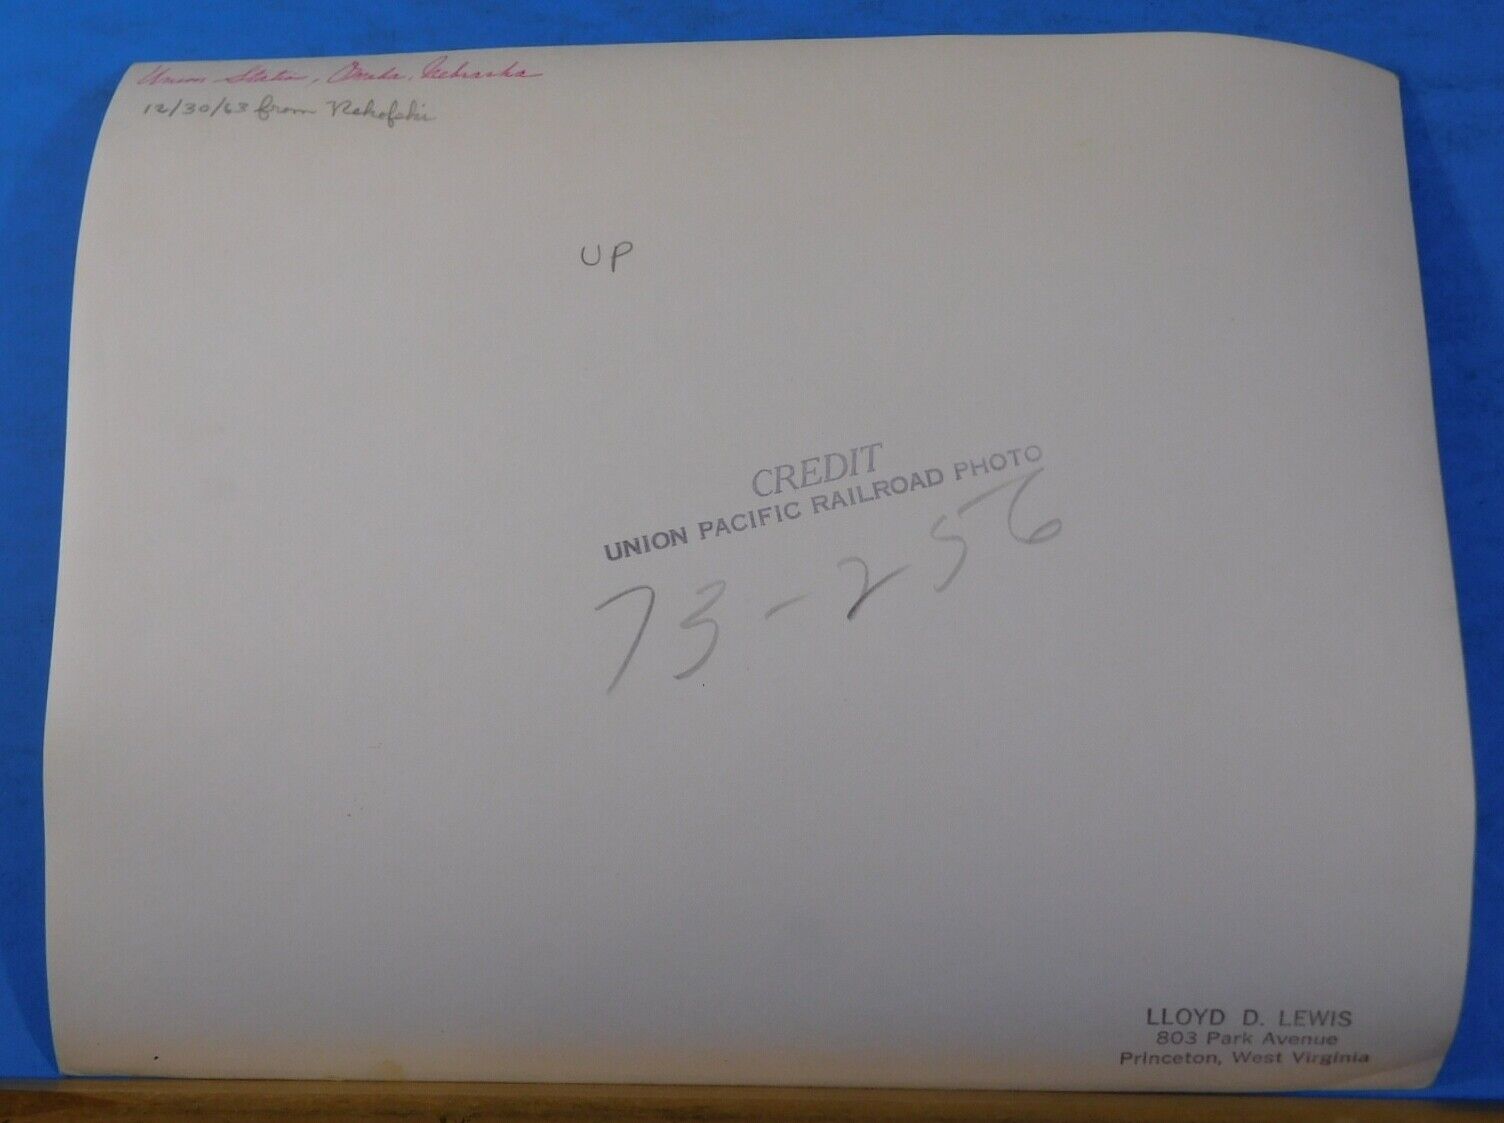 Union Station, Omaha, Nebraska
12/30/63 from
UP
CREDIT
UNION PACIFIC RAILROAD PHOTO
73-256
LLOYD D. LEWIS
803 Park Avenue
Princeton, West Virginia